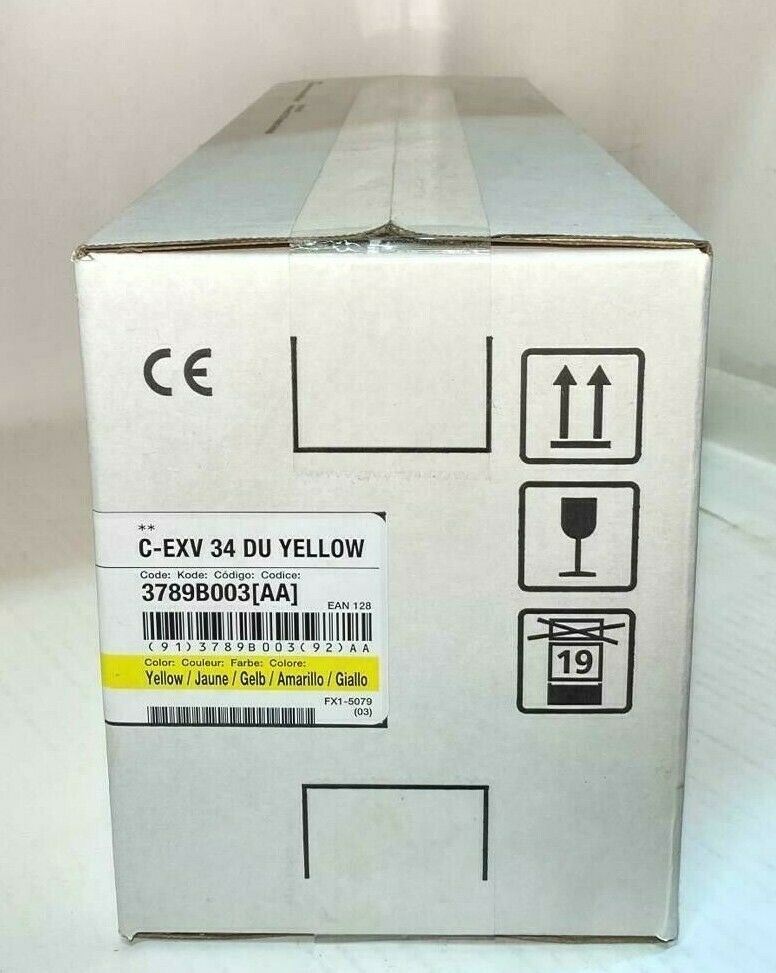 CE
**
C-EXV 34 DU YELLOW
Code: Kode: Código: Codice:
3789B003[AA]
EAN 128
(91)3789B003(92)AA
Color: Couleur: Farbe: Colore:
Yellow / Jaune / Gelb / Amarillo / Giallo
FX1-5079
(03)
19